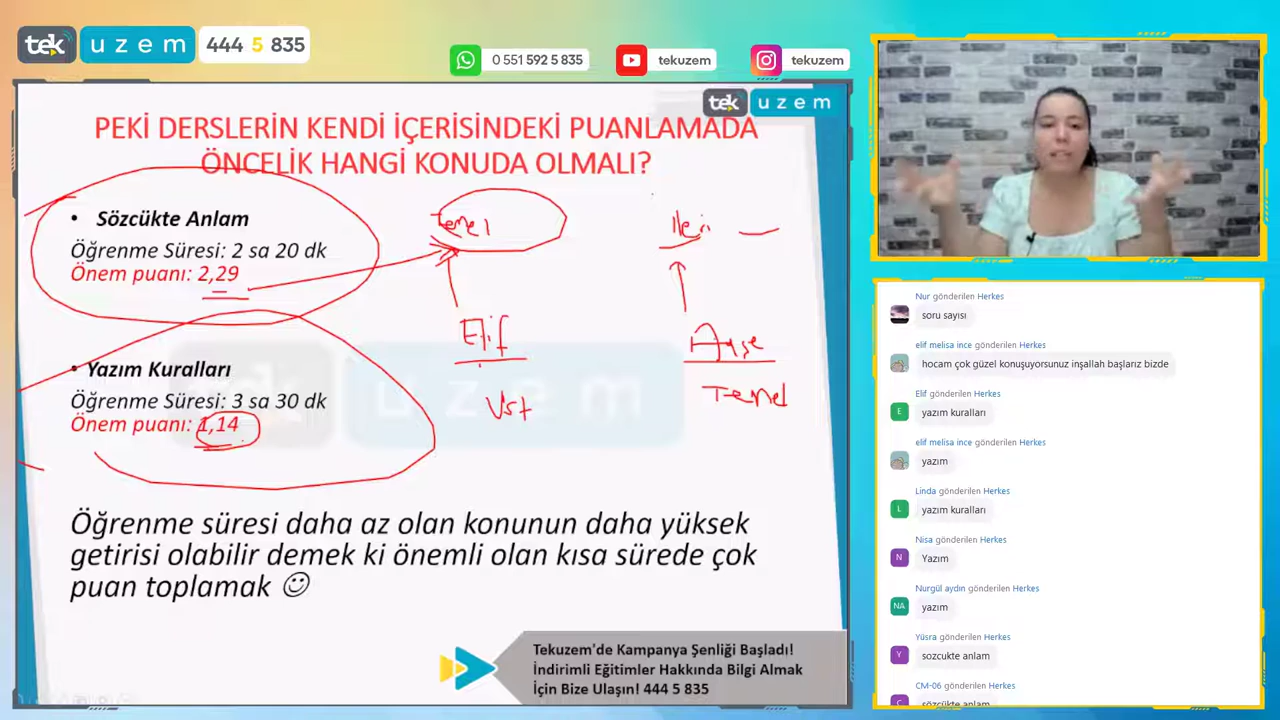 tek uzem 444 5 835
0 551 592 5 835
tekuzem
tekuzem
tek uzem
PEKİ DERSLERİN KENDİ İÇERİSİNDEKİ PUANLAMADA
ÖNCELİK HANGİ KONUDA OLMALI?
• Sözcükte Anlam
Öğrenme Süresi: 2 sa 20 dk
Önem puanı: 2,29
Temel
İleri
Elif
Ayşe
Üst
Temel
• Yazım Kuralları
Öğrenme Süresi: 3 sa 30 dk
Önem puanı: 1,14
tek uzem
Öğrenme süresi daha az olan konunun daha yüksek
getirisi olabilir demek ki önemli olan kısa sürede çok
puan toplamak ☺
Tekuzem'de Kampanya Şenliği Başladı!
İndirimli Eğitimler Hakkında Bilgi Almak
İçin Bize Ulaşın! 444 5 835
Nur gönderilen Herkes
soru sayısı
elif melisa ince gönderilen Herkes
hocam çok güzel konuşuyorsunuz inşallah başlarız bizde
Elif gönderilen Herkes
E
yazım kuralları
elif melisa ince gönderilen Herkes
yazım
Linda gönderilen Herkes
L
yazım kuralları
Nisa gönderilen Herkes
N
Yazım
Nurgül aydın gönderilen Herkes
NA
yazım
Yüsra gönderilen Herkes
Y
sozcukte anlam
CM-06 gönderilen Herkes
C
sözcükte anlam